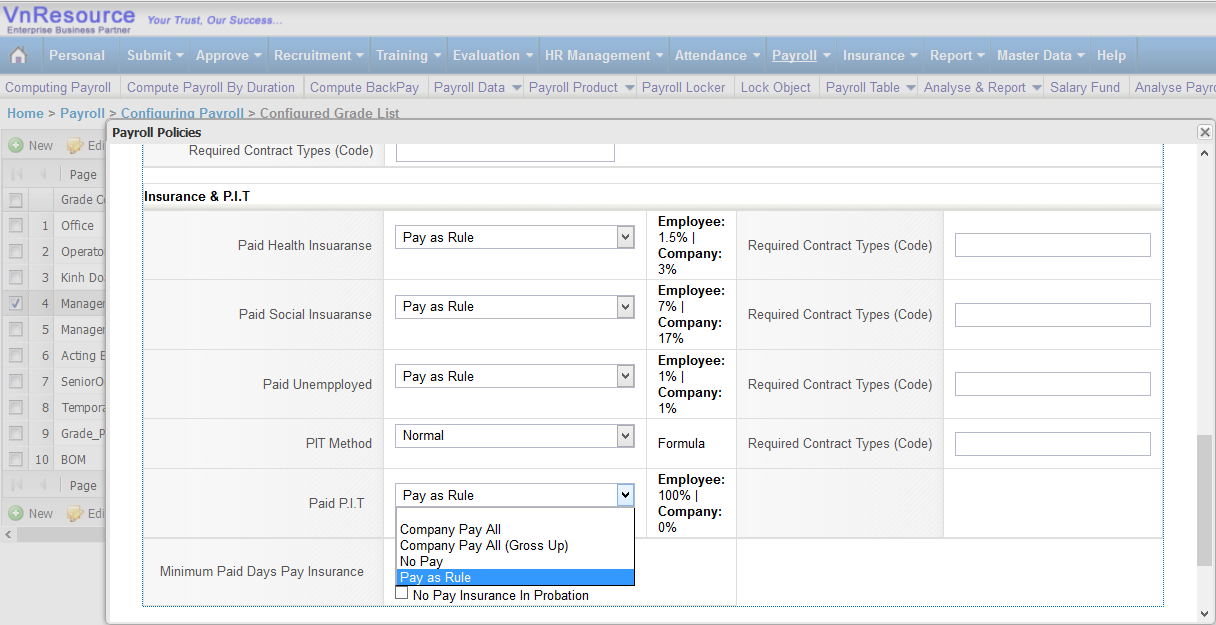 VnResource
Enterprise Business Partner
Your Trust, Our Success...
Personal Submit Approve Recruitment Training Evaluation HR Management Attendance Payroll Insurance Report Master Data Help
Computing Payroll Compute Payroll By Duration Compute BackPay Payroll Data Payroll Product Payroll Locker Lock Object Payroll Table Analyse & Report Salary Fund Analyse Payro
Home > Payroll > Configuring Payroll > Configured Grade List
Payroll Policies
New Edi
Required Contract Types (Code)
Page
Insurance & P.I.T
Grade Co
1 Office
2 Operato
3 Kinh Do
4 Manager
5 Manager
6 Acting
7 SeniorO
8 Tempora
9 Grade_P
10 BOM
Page
New Edi
Paid Health Insuaranse Pay as Rule
Employee:
1.5% |
Company:
3%
Required Contract Types (Code)
Paid Social Insuaranse Pay as Rule
Employee:
7% |
Company:
17%
Required Contract Types (Code)
Paid Unempployed Pay as Rule
Employee:
1% |
Company:
1%
Required Contract Types (Code)
PIT Method Normal Formula Required Contract Types (Code)
Paid P.I.T Pay as Rule
Employee:
100% |
Company:
0%
Company Pay All
Company Pay All (Gross Up)
No Pay
Pay as Rule
Minimum Paid Days Pay Insurance
No Pay Insurance In Probation